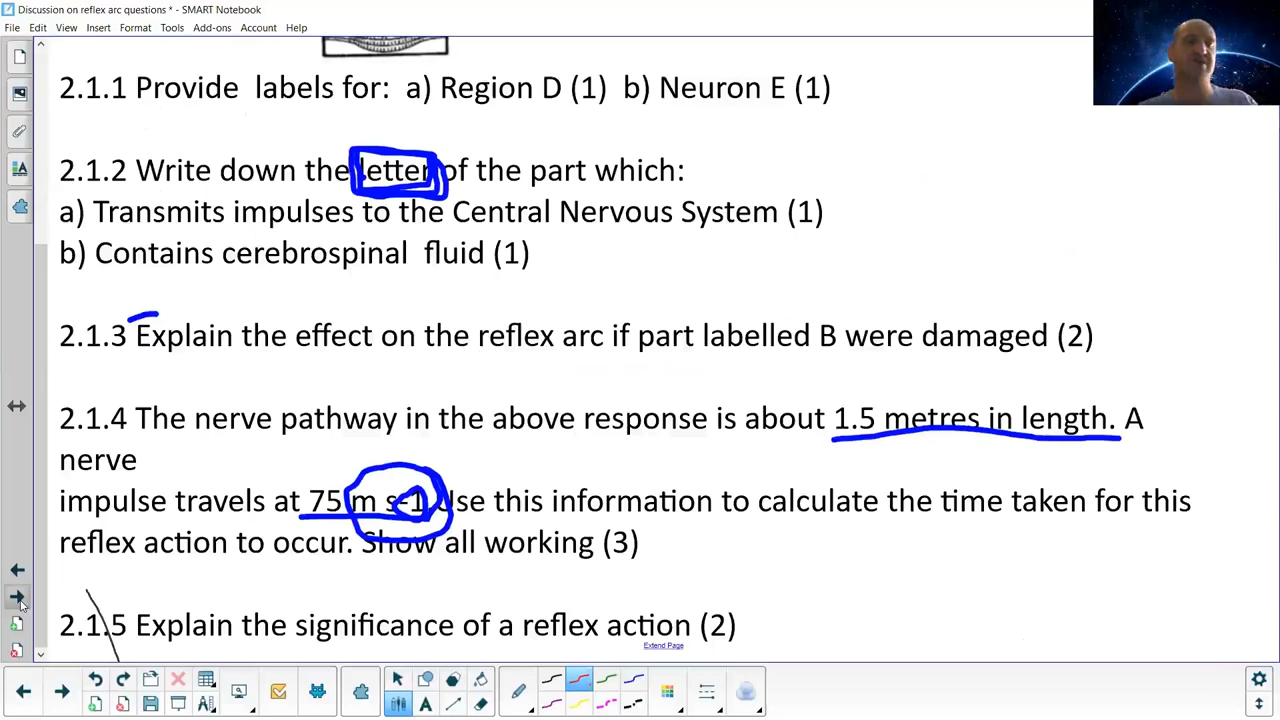 Discussion on reflex arc questions * - SMART Notebook
File Edit View Insert Format Tools Add-ons Account Help
2.1.1 Provide labels for: a) Region D (1) b) Neuron E (1)
2.1.2 Write down the letter of the part which:
a) Transmits impulses to the Central Nervous System (1)
b) Contains cerebrospinal fluid (1)
2.1.3 Explain the effect on the reflex arc if part labelled B were damaged (2)
2.1.4 The nerve pathway in the above response is about 1.5 metres in length. A
nerve
impulse travels at 75 m s-1. Use this information to calculate the time taken for this
reflex action to occur. Show all working (3)
2.1.5 Explain the significance of a reflex action (2)
Extend Page